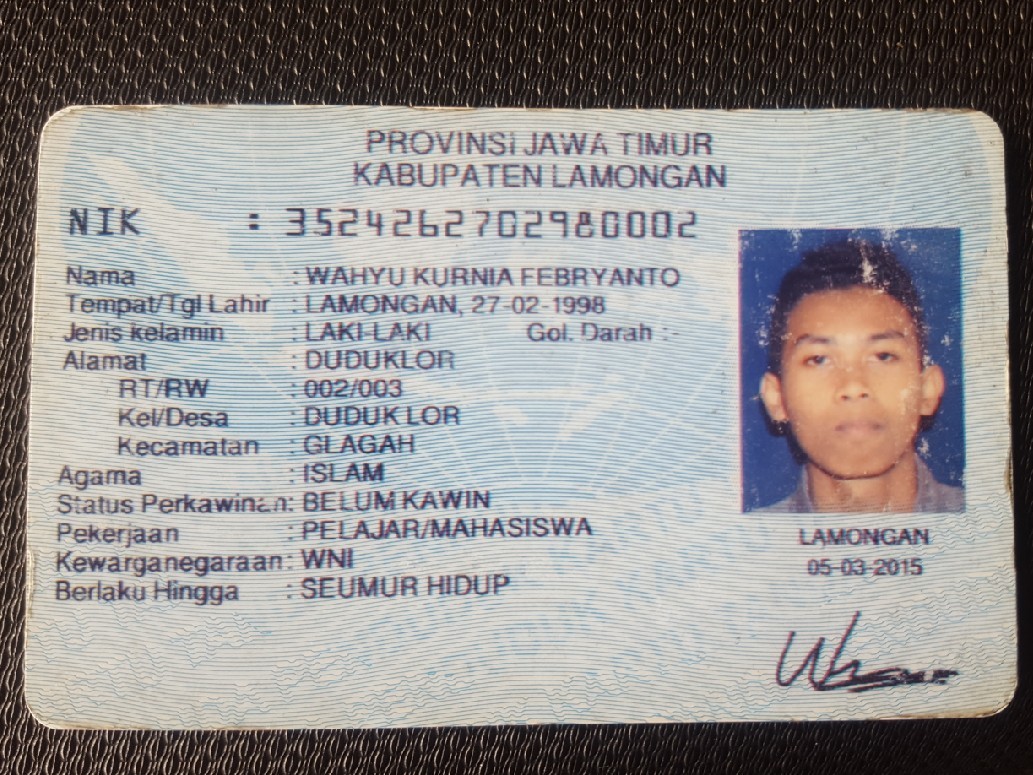 PROVINSI JAWA TIMUR
KABUPATEN LAMONGAN
NIK : 3524262702980002
Nama : WAHYU KURNIA FEBRYANTO
Tempat/Tgl Lahir : LAMONGAN, 27-02-1998
Jenis kelamin : LAKI-LAKI Gol. Darah :-
Alamat : DUDUKLOR
RT/RW : 002/003
Kel/Desa : DUDUK LOR
Kecamatan : GLAGAH
Agama : ISLAM
Status Perkawinan: BELUM KAWIN
Pekerjaan : PELAJAR/MAHASISWA
Kewarganegaraan: WNI
Berlaku Hingga : SEUMUR HIDUP
LAMONGAN
05-03-2015